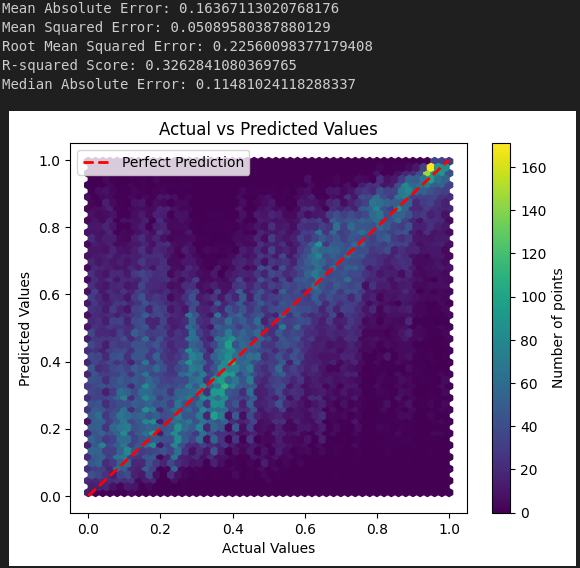 Mean Absolute Error: 0.16367113020768176
Mean Squared Error: 0.05089580387880129
Root Mean Squared Error: 0.22560098377179408
R-squared Score: 0.3262841080369765
Median Absolute Error: 0.11481024118288337
Actual vs Predicted Values
Perfect Prediction
1.0
0.8
0.6
0.4
0.2
0.0
Predicted Values
0.0 0.2 0.4 0.6 0.8 1.0
Actual Values
160
140
120
100
80
60
40
20
0
Number of points